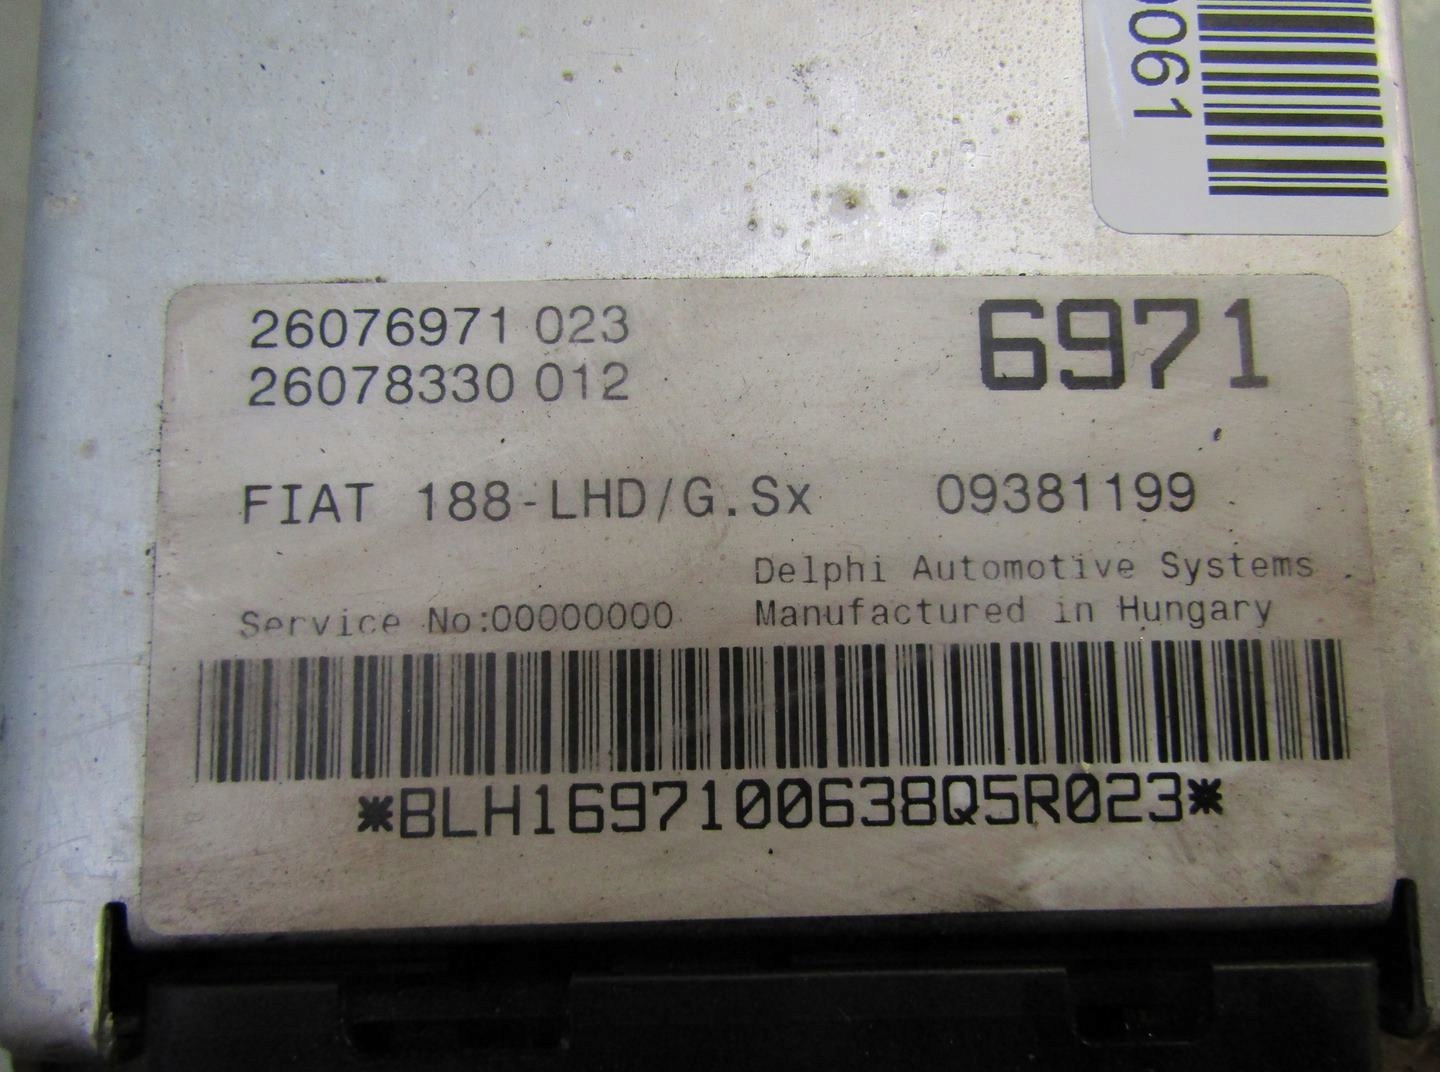 0061
26076971 023
26078330 012
6971
FIAT 188-LHD/G.Sx 09381199
Delphi Automotive Systems
Service No:00000000 Manufactured in Hungary
*BLH1697100638Q5R023*